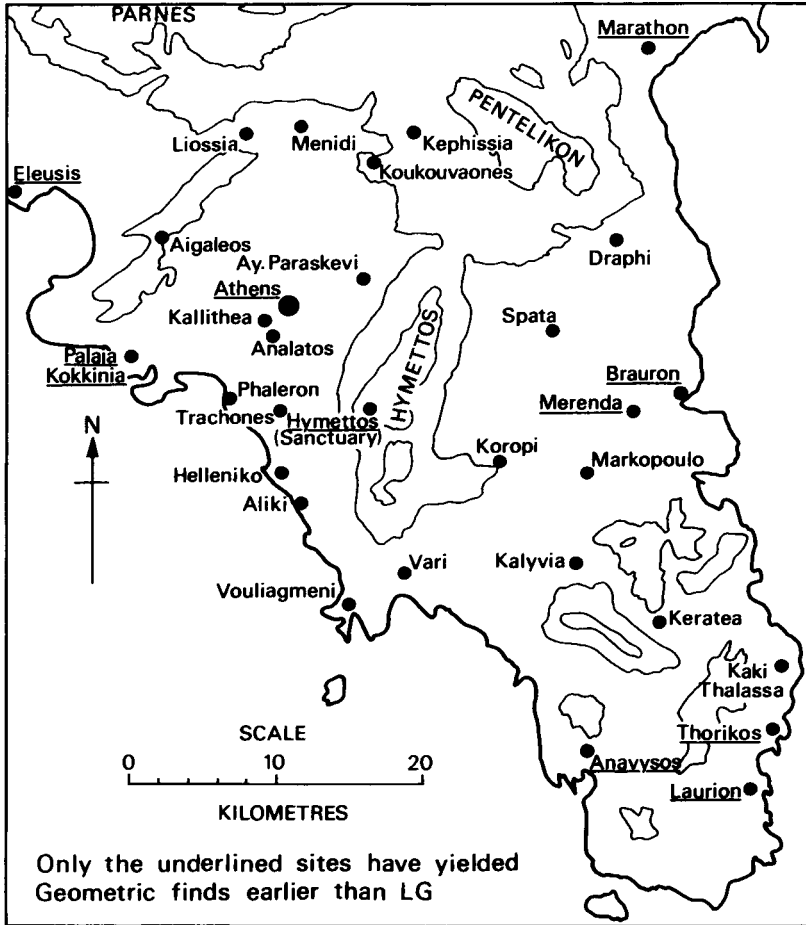 PARNES
Marathon
PENTELIKON
Liossia
Menidi
Kephissia
Koukouvaones
Eleusis
Aigaleos
Ay. Paraskevi
Draphi
Athens
Kallithea
Analatos
Spata
HYMETTOS
Palaia
Kokkinia
Phaleron
Brauron
Trachones
Hymettos
(Sanctuary)
Merenda
N
Koropi
Markopoulo
Helleniko
Aliki
Vari
Kalyvia
Vouliagmeni
Keratea
Kaki
Thalassa
Thorikos
Anavysos
Laurion
SCALE
0 10 20
KILOMETRES
Only the underlined sites have yielded
Geometric finds earlier than LG